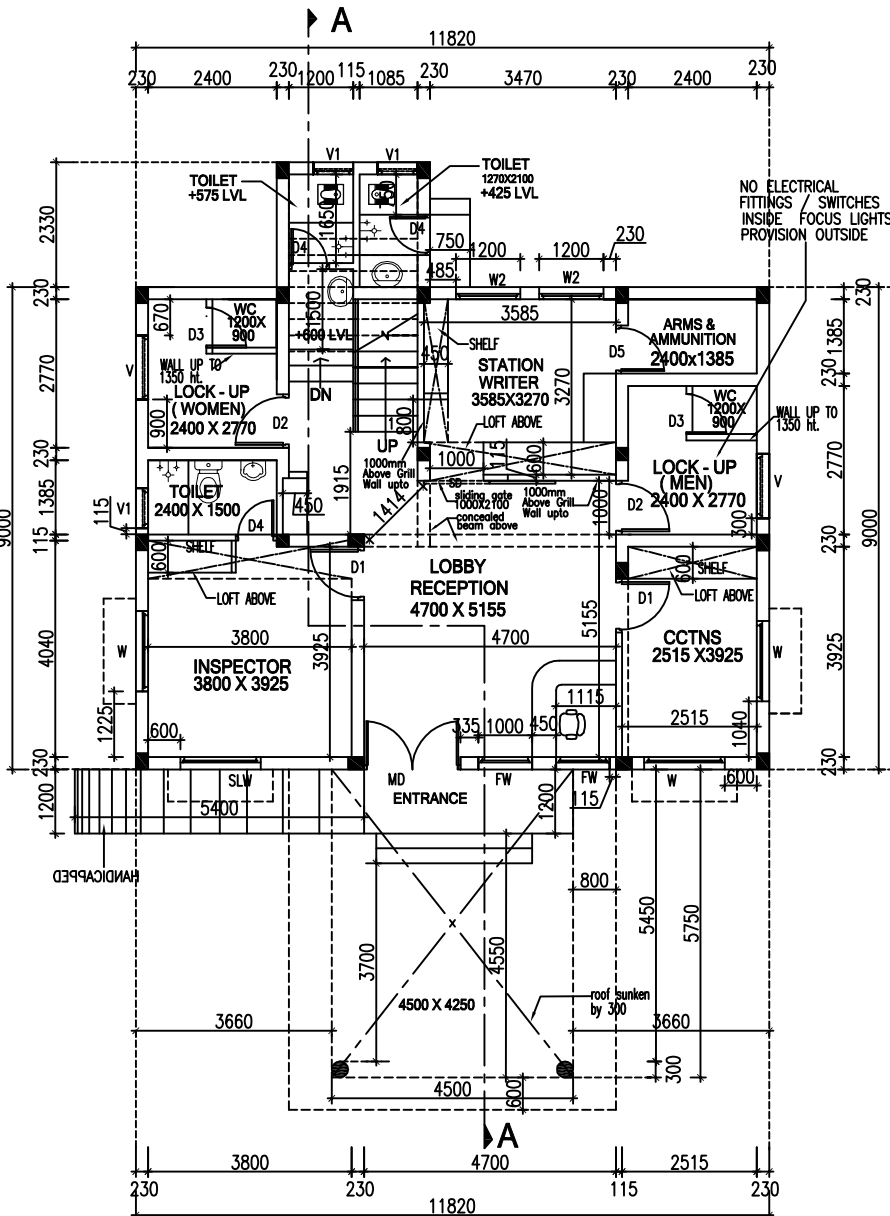 A
11820
230 2400 230 1200 115 1085 230 3470 230 2400 230
V1 V1
TOILET
+575 LVL
TOILET
1270X2100
+425 LVL
NO ELECTRICAL
FITTINGS / SWITCHES
INSIDE FOCUS LIGHTS
PROVISION OUTSIDE
2330
1650
D4
D4
750
1200
1200
230
485
W2
W2
230
230
670
D3
WC
1200X
900
1500
+600 LVL
N
3585
SHELF
450
STATION
WRITER
3585X3270
3270
D5
ARMS &
AMMUNITION
2400x1385
1385
230
V
WALL UP TO
1350 ht.
LOCK - UP
( WOMEN)
2400 X 2770
2770
900
D2
DN
800
LOFT ABOVE
UP
1000mm
Above Grill
Wall upto
1000
115
600
D3
WC
1200X
900
WALL UP TO
1350 ht.
LOCK - UP
(MEN)
2400 X 2770
2770
V
230
1385
TOILET
2400 X 1500
V1
115
D4
450
1915
1414
SD
sliding gate
1000X2100
concealed
beam above
1000mm
Above Grill
Wall upto
1000
D2
300
9000
9000
115
600
SHELF
LOFT ABOVE
D1
LOBBY
RECEPTION
4700 X 5155
600
SHELF
LOFT ABOVE
230
D1
4040
3800
3925
4700
5155
W
INSPECTOR
3800 X 3925
CCTNS
2515 X3925
W
3925
1115
2515
1225
600
335 1000 450
1040
230
SLW
MD
FW
FW
W
600
230
ENTRANCE
1200
5400
1200
115
HANDICAPPED
800
3700
4550
5450
5750
4500 X 4250
roof sunken
by 300
3660
3660
300
4500
600
A
3800 4700 2515
230 230 115 230
11820